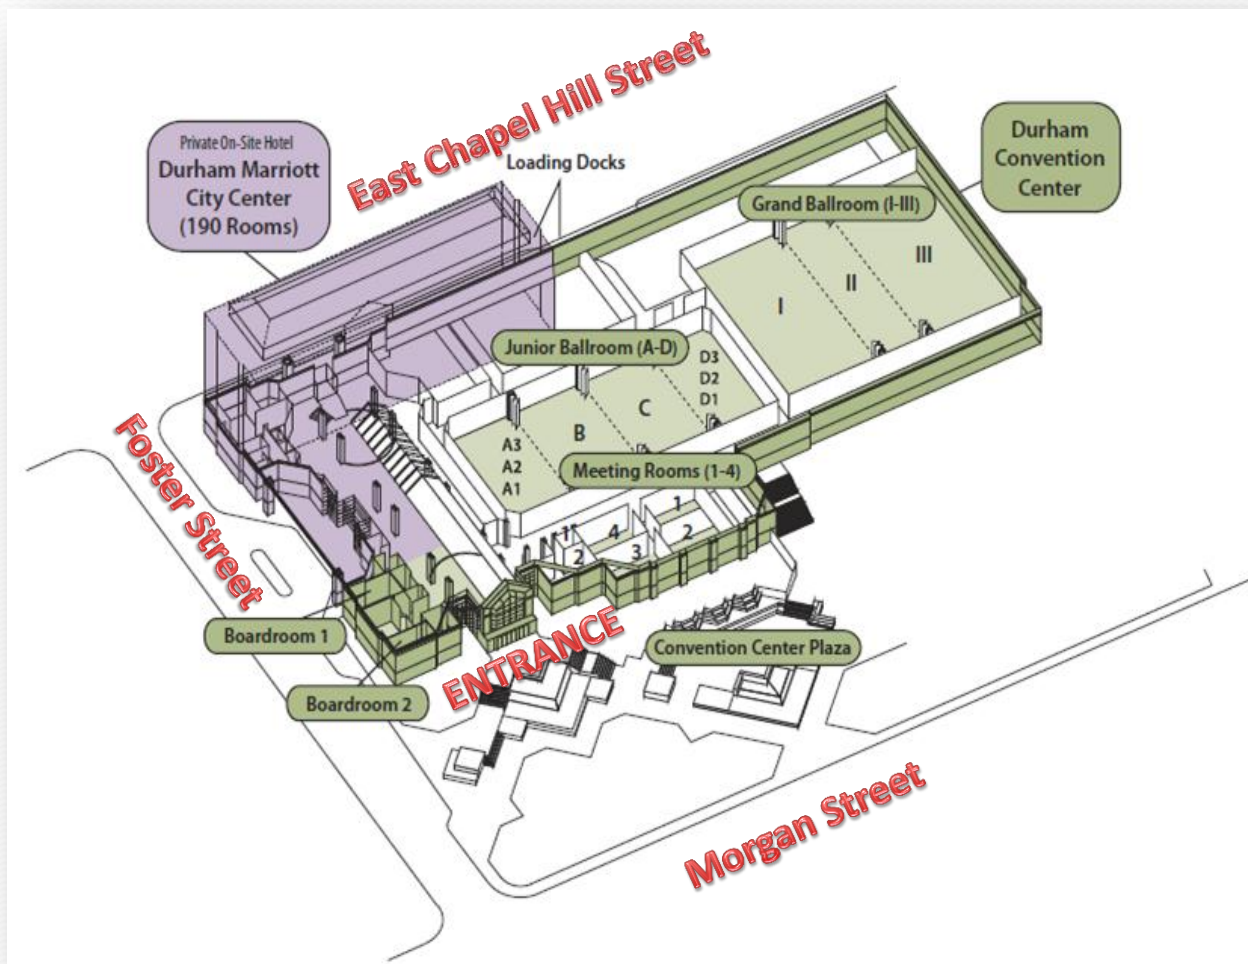 East Chapel Hill Street
Private On-Site Hotel
Durham Marriott
City Center
(190 Rooms)
Loading Docks
Durham
Convention
Center
Grand Ballroom (I-III)
III
II
I
Junior Ballroom (A-D)
D3
D2
D1
C
B
A3
A2
A1
Meeting Rooms (1-4)
1
1
4
2
2
3
Foster Street
Boardroom 1
ENTRANCE
Convention Center Plaza
Boardroom 2
Morgan Street